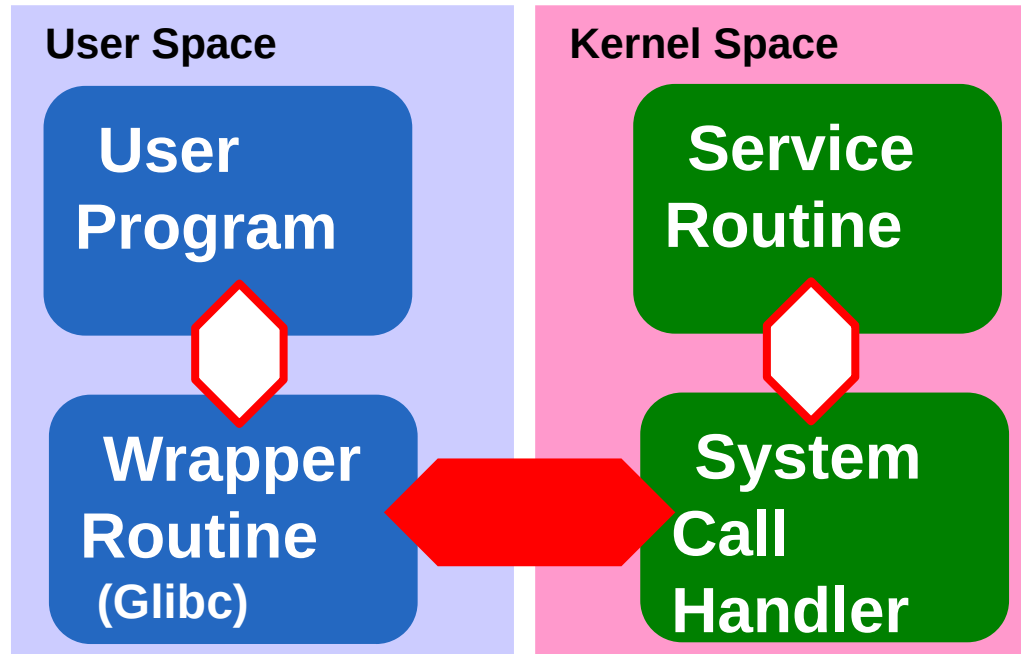 User Space
User
Program
Wrapper
Routine
(Glibc)
Kernel Space
Service
Routine
System
Call
Handler